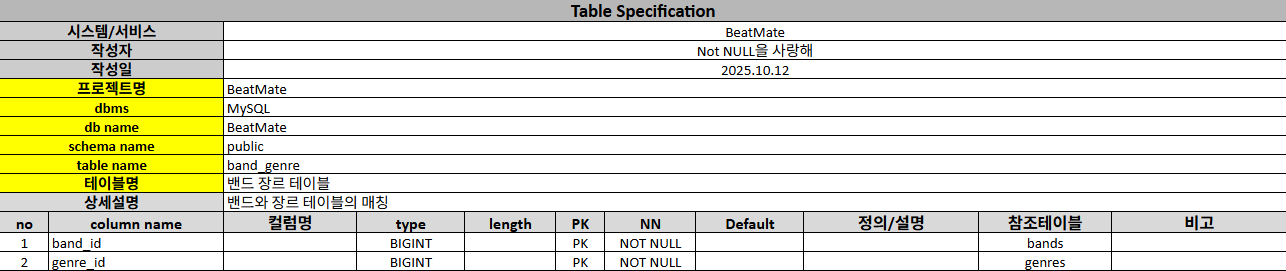 Table Specification
시스템/서비스 BeatMate
작성자 Not NULL을 사랑해
작성일 2025.10.12
프로젝트명 BeatMate
dbms MySQL
db name BeatMate
schema name public
table name band_genre
테이블명 밴드 장르 테이블
상세설명 밴드와 장르 테이블의 매칭
no column name 컬럼명 type length PK NN Default 정의/설명 참조테이블 비고
1 band_id BIGINT PK NOT NULL bands
2 genre_id BIGINT PK NOT NULL genres